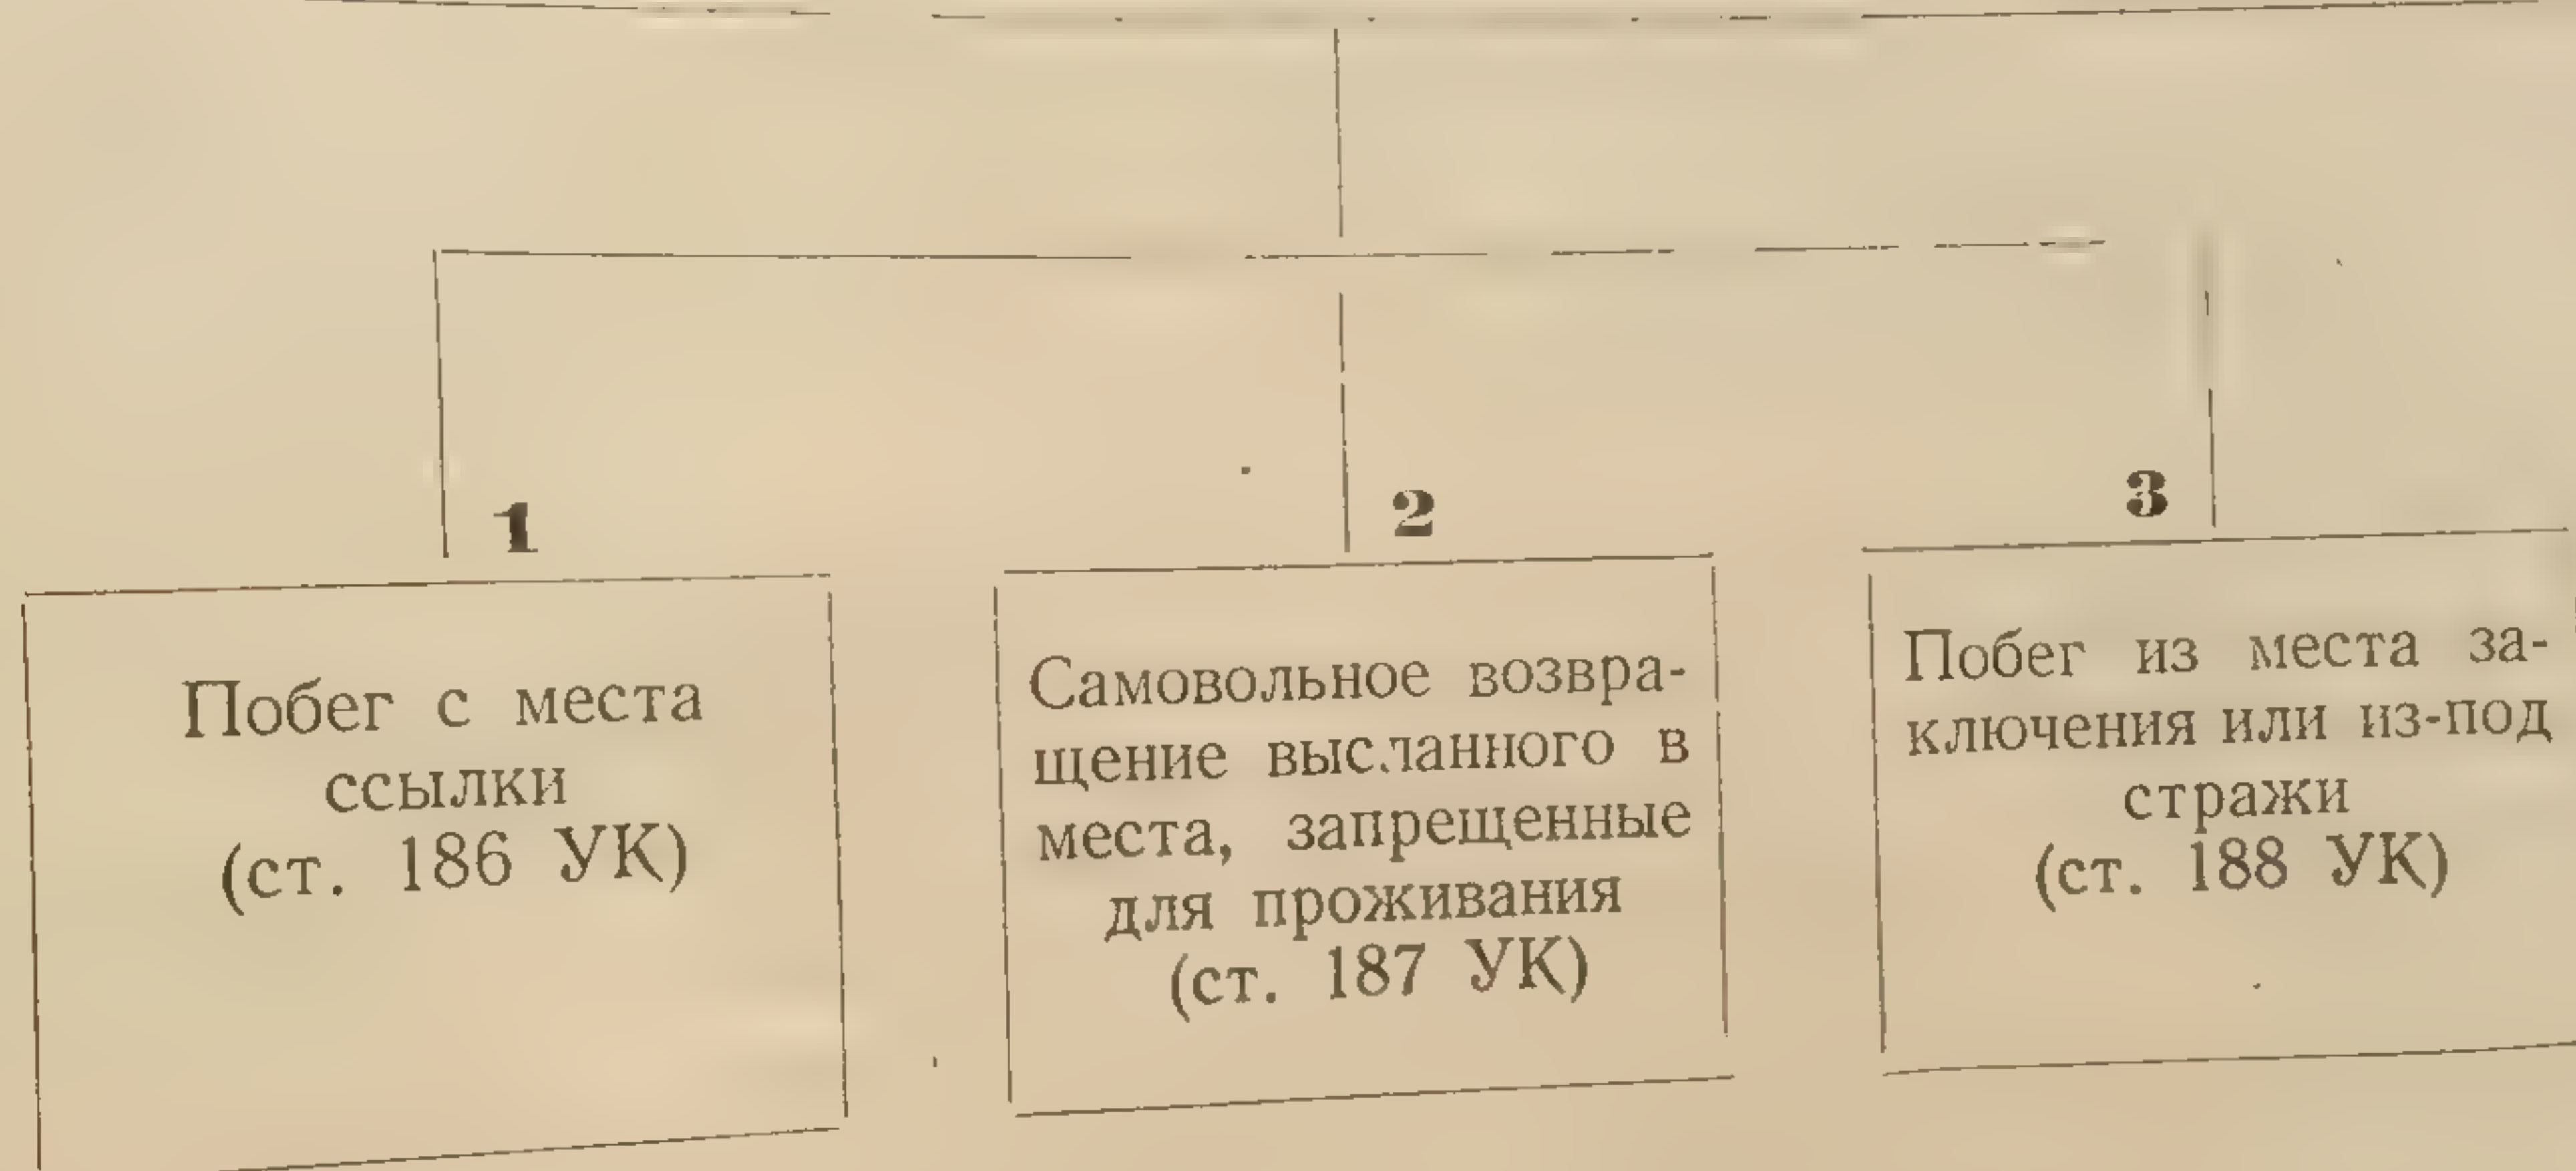 1
Побег с места
ссылки
(ст. 186 УК)
2
Самовольное возвра-
щение высланного в
места, запрещенные
для проживания
(ст. 187 УК)
3
Побег из места за-
ключения или из-под
стражи
(ст. 188 УК)